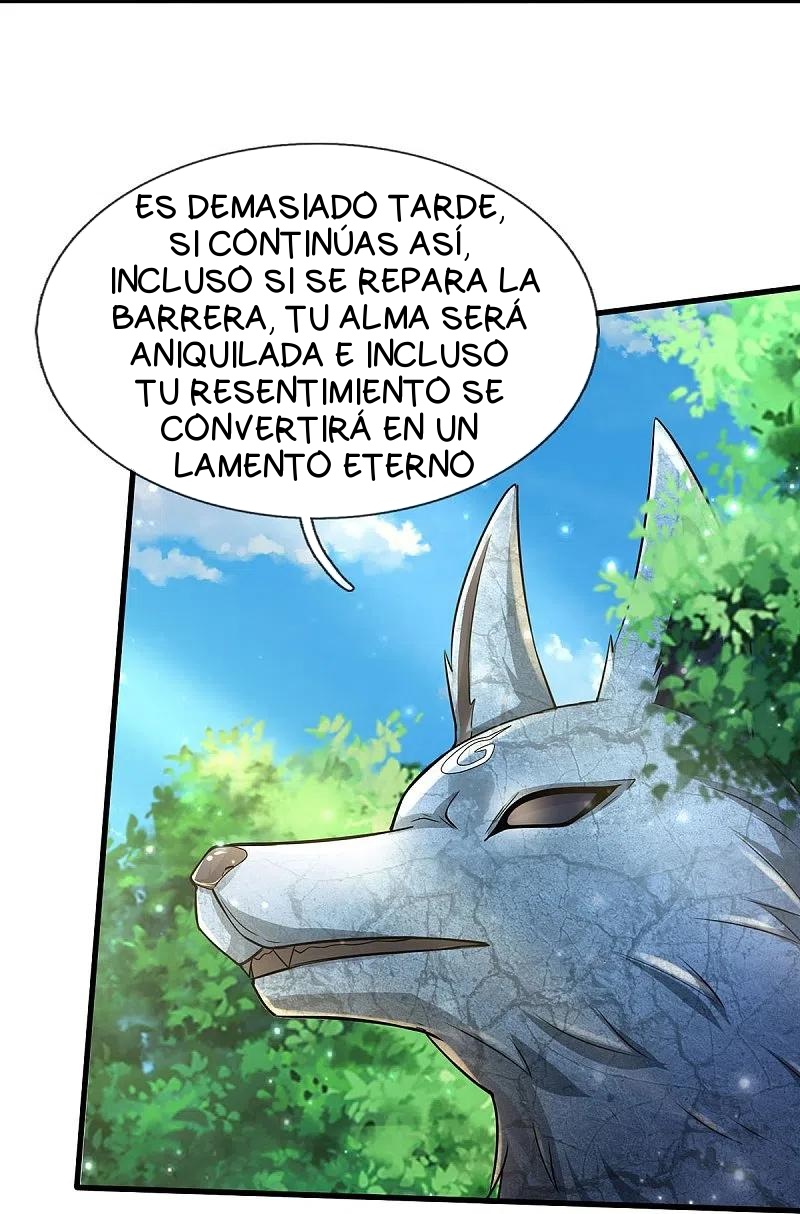 ES DEMASIADO TARDE,
SI CONTINÚAS ASÍ,
INCLUSO SI SE REPARA LA
BARRERA, TU ALMA SERÁ
ANIQUILADA E INCLUSO
TU RESENTIMIENTO SE
CONVERTIRÁ EN UN
LAMENTO ETERNO